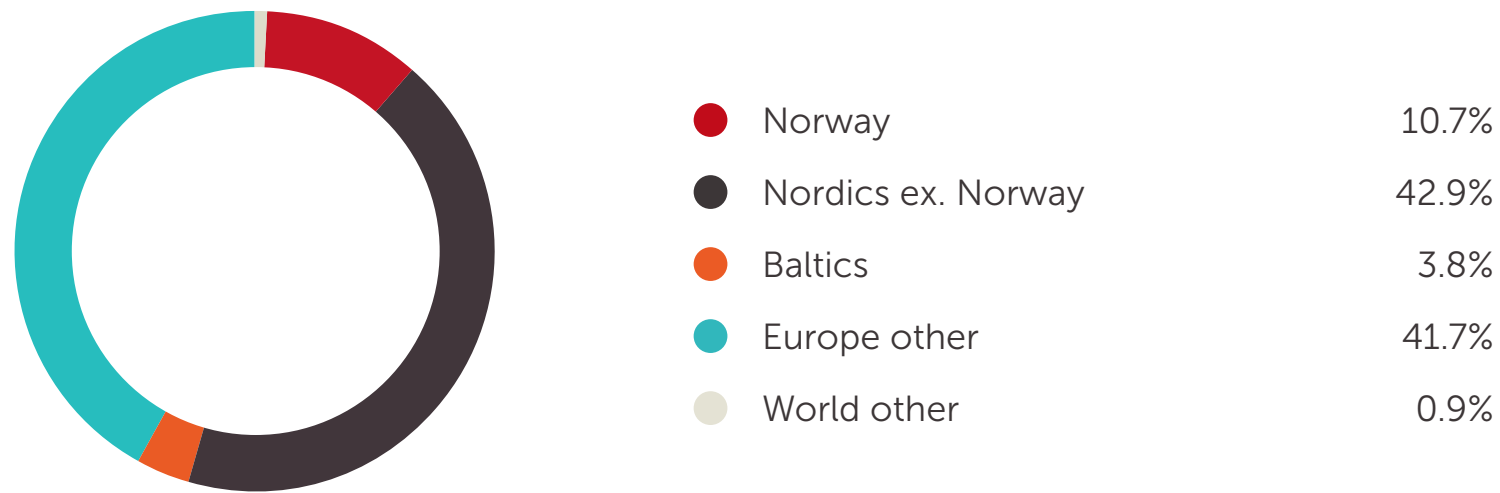 Norway 10.7%
Nordics ex. Norway 42.9%
Baltics 3.8%
Europe other 41.7%
World other 0.9%